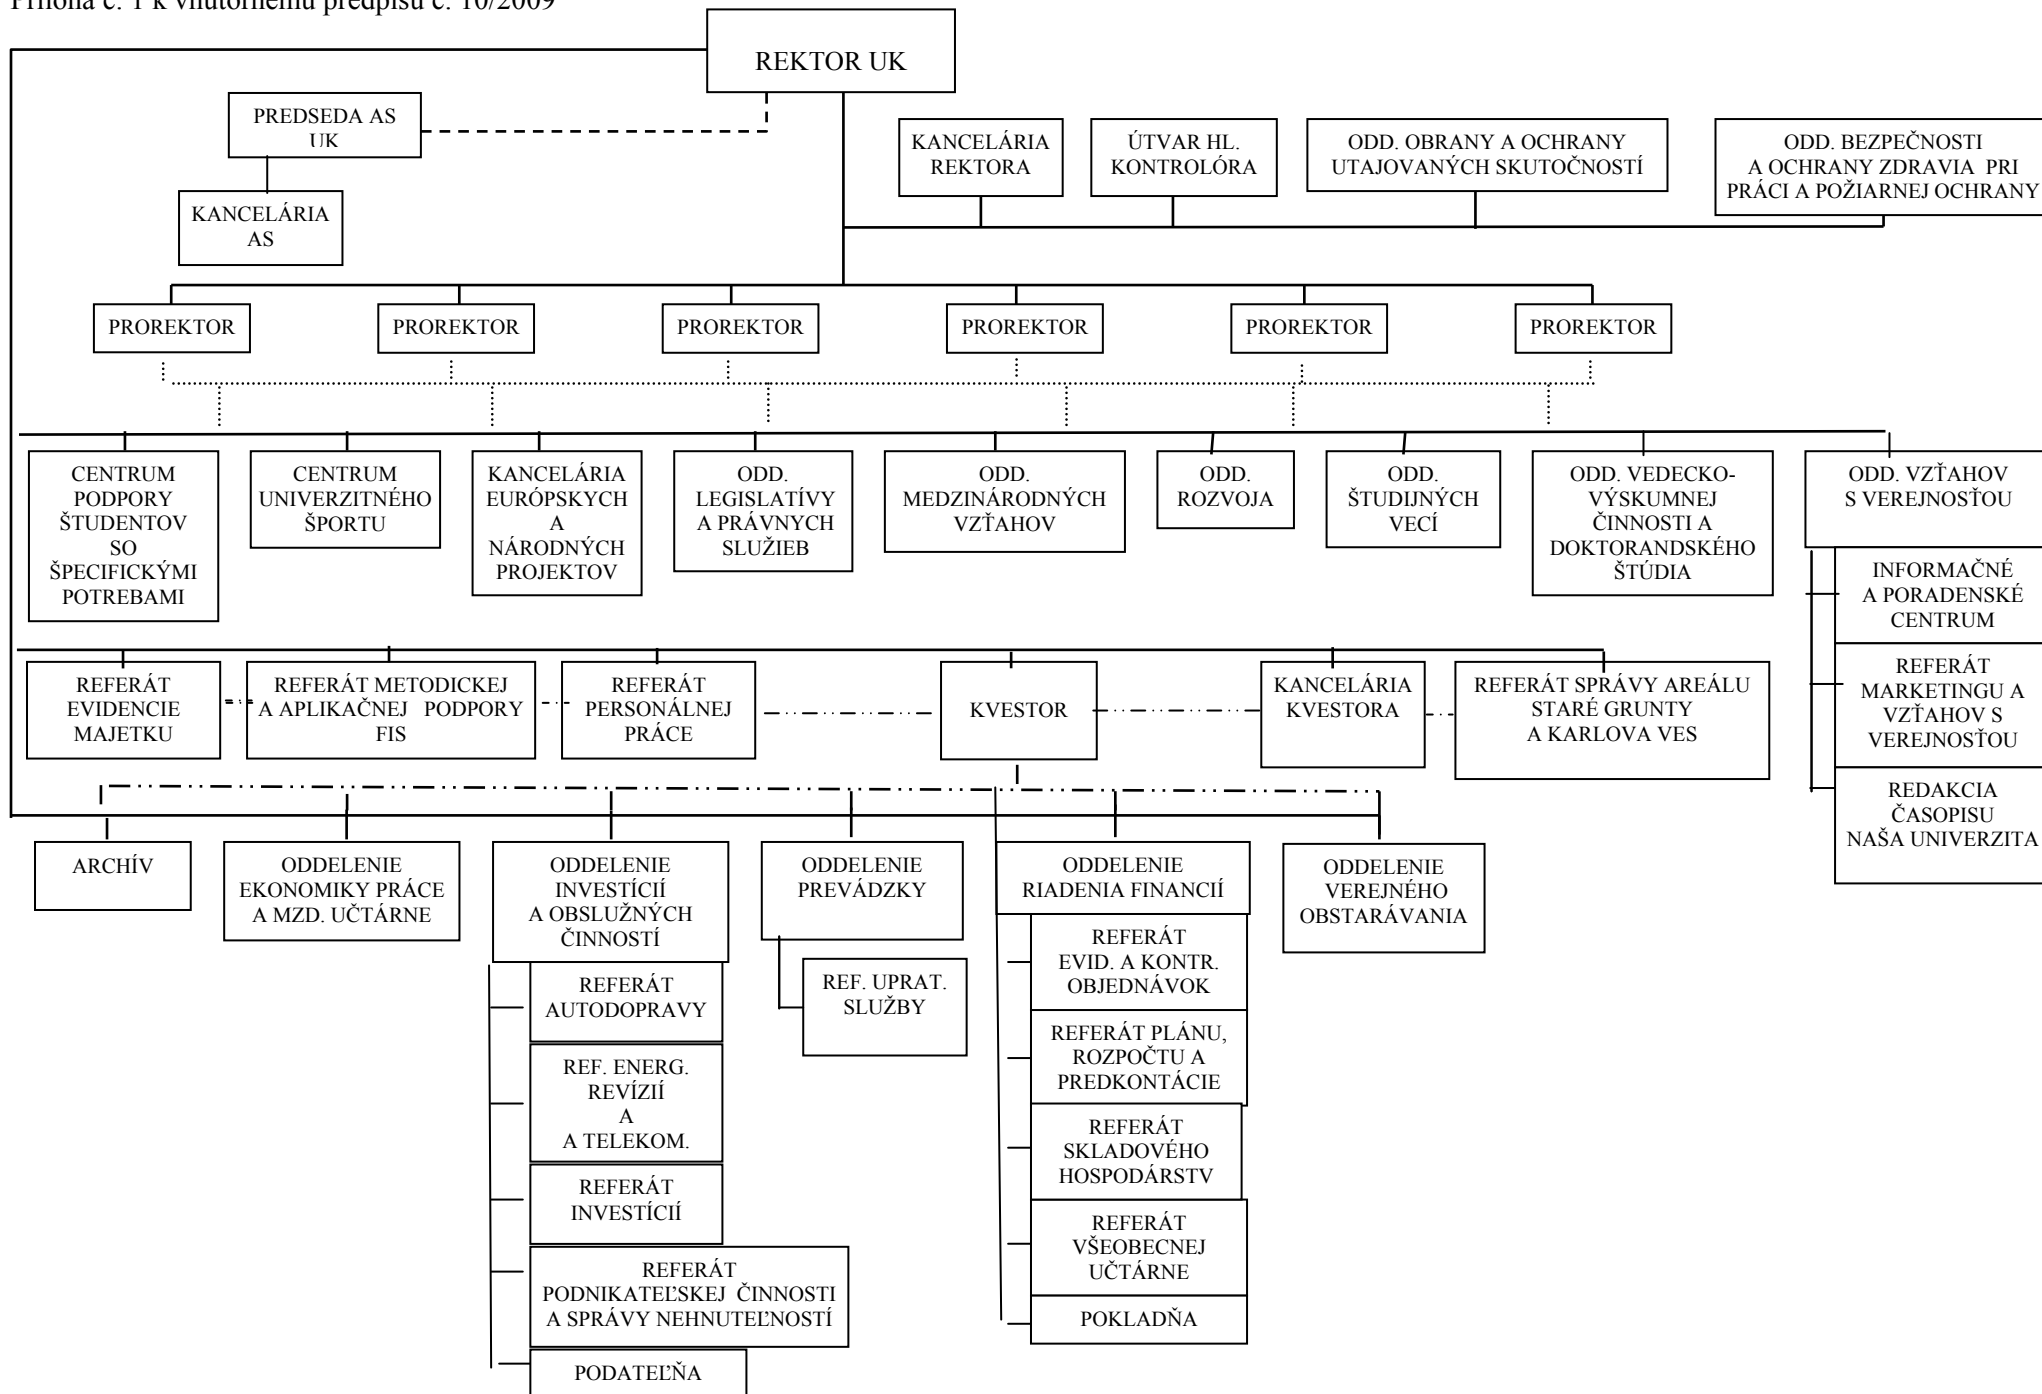 Príloha č. 1 k vnútornému predpisu č. 10/2009
REKTOR UK
PREDSEDA AS
UK
KANCELÁRIA
AS
KANCELÁRIA
REKTORA
ÚTVAR HL.
KONTROLÓRA
ODD. OBRANY A OCHRANY
UTAJOVANÝCH SKUTOČNOSTÍ
ODD. BEZPEČNOSTI
A OCHRANY ZDRAVIA PRI
PRÁCI A POŽIARNEJ OCHRANY
PROREKTOR
PROREKTOR
PROREKTOR
PROREKTOR
PROREKTOR
PROREKTOR
CENTRUM
PODPORY
ŠTUDENTOV
SO
ŠPECIFICKÝMI
POTREBAMI
CENTRUM
UNIVERZITNÉHO
ŠPORTU
KANCELÁRIA
EURÓPSKYCH
A
NÁRODNÝCH
PROJEKTOV
ODD.
LEGISLATÍVY
A PRÁVNYCH
SLUŽIEB
ODD.
MEDZINÁRODNÝCH
VZŤAHOV
ODD.
ROZVOJA
ODD.
ŠTUDIJNÝCH
VECÍ
ODD. VEDECKO-
VÝSKUMNEJ
ČINNOSTI A
DOKTORANDSKÉHO
ŠTÚDIA
ODD. VZŤAHOV
S VEREJNOSŤOU
INFORMAČNÉ
A PORADENSKÉ
CENTRUM
REFERÁT
MARKETINGU A
VZŤAHOV S
VEREJNOSŤOU
REDAKCIA
ČASOPISU
NAŠA UNIVERZITA
REFERÁT
EVIDENCIE
MAJETKU
REFERÁT METODICKEJ
A APLIKAČNEJ PODPORY
FIS
REFERÁT
PERSONÁLNEJ
PRÁCE
KVESTOR
KANCELÁRIA
KVESTORA
REFERÁT SPRÁVY AREÁLU
STARÉ GRUNTY
A KARLOVA VES
ARCHÍV
ODDELENIE
EKONOMIKY PRÁCE
A MZD. UČTÁRNE
ODDELENIE
INVESTÍCIÍ
A OBSLUŽNÝCH
ČINNOSTÍ
REFERÁT
AUTODOPRAVY
REF. ENERG.
REVÍZIÍ
A
A TELEKOM.
REFERÁT
INVESTÍCIÍ
REFERÁT
PODNIKATEĽSKEJ ČINNOSTI
A SPRÁVY NEHNUTEĽNOSTÍ
PODATEĽŇA
ODDELENIE
PREVÁDZKY
REF. UPRAT.
SLUŽBY
ODDELENIE
RIADENIA FINANCIÍ
REFERÁT
EVID. A KONTR.
OBJEDNÁVOK
REFERÁT PLÁNU,
ROZPOČTU A
PREDKONTÁCIE
REFERÁT
SKLADOVÉHO
HOSPODÁRSTV
REFERÁT
VŠEOBECNEJ
UČTÁRNE
POKLADŇA
ODDELENIE
VEREJNÉHO
OBSTARÁVANIA